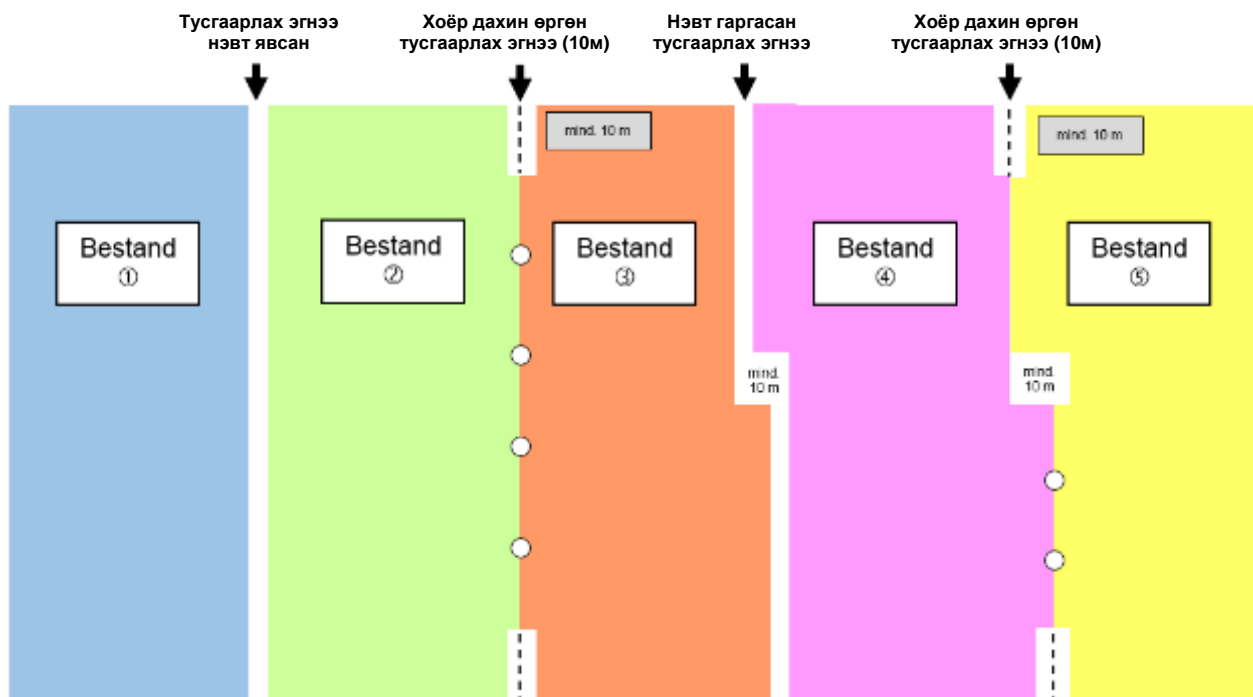 Тусгаарлах эгнээ
нэвт явсан
Хоёр дахин өргөн
тусгаарлах эгнээ (10м)
Нэвт гаргасан
тусгаарлах эгнээ
Хоёр дахин өргөн
тусгаарлах эгнээ (10м)
mind. 10 m
mind. 10 m
Bestand
①
Bestand
②
Bestand
③
Bestand
④
Bestand
⑤
mind.
10 m
mind.
10 m